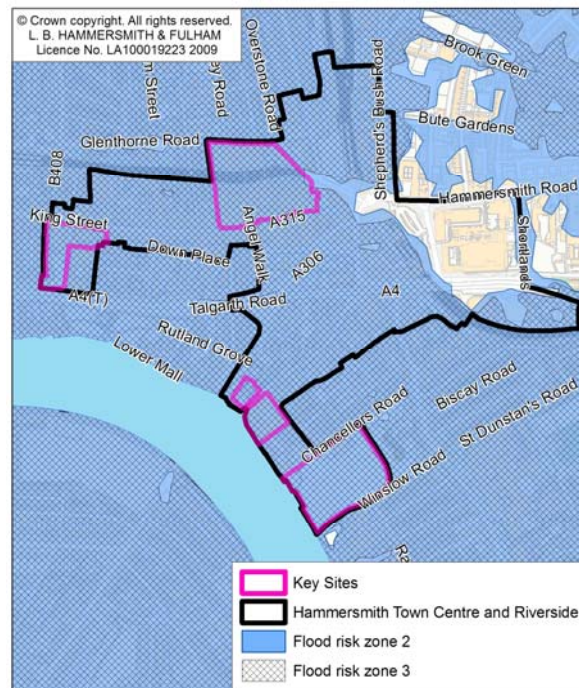 © Crown copyright. All rights reserved.
L. B. HAMMERSMITH & FULHAM
Licence No. LA100019223 2009
Overstone Road
Brook Green
Street
Road
Bute Gardens
Shepherd's Bush Road
Glenthorne Road
B408
Hammersmith Road
King Street
A315
Angel Walk
Down Place
A306
Shortlands
A4(T)
Talgarth Road
A4
Rutland Grove
Lower Mall
Biscay Road
Chancellors Road
St Dunstan's Road
Winslow Road
Key Sites
Hammersmith Town Centre and Riverside
Flood risk zone 2
Flood risk zone 3